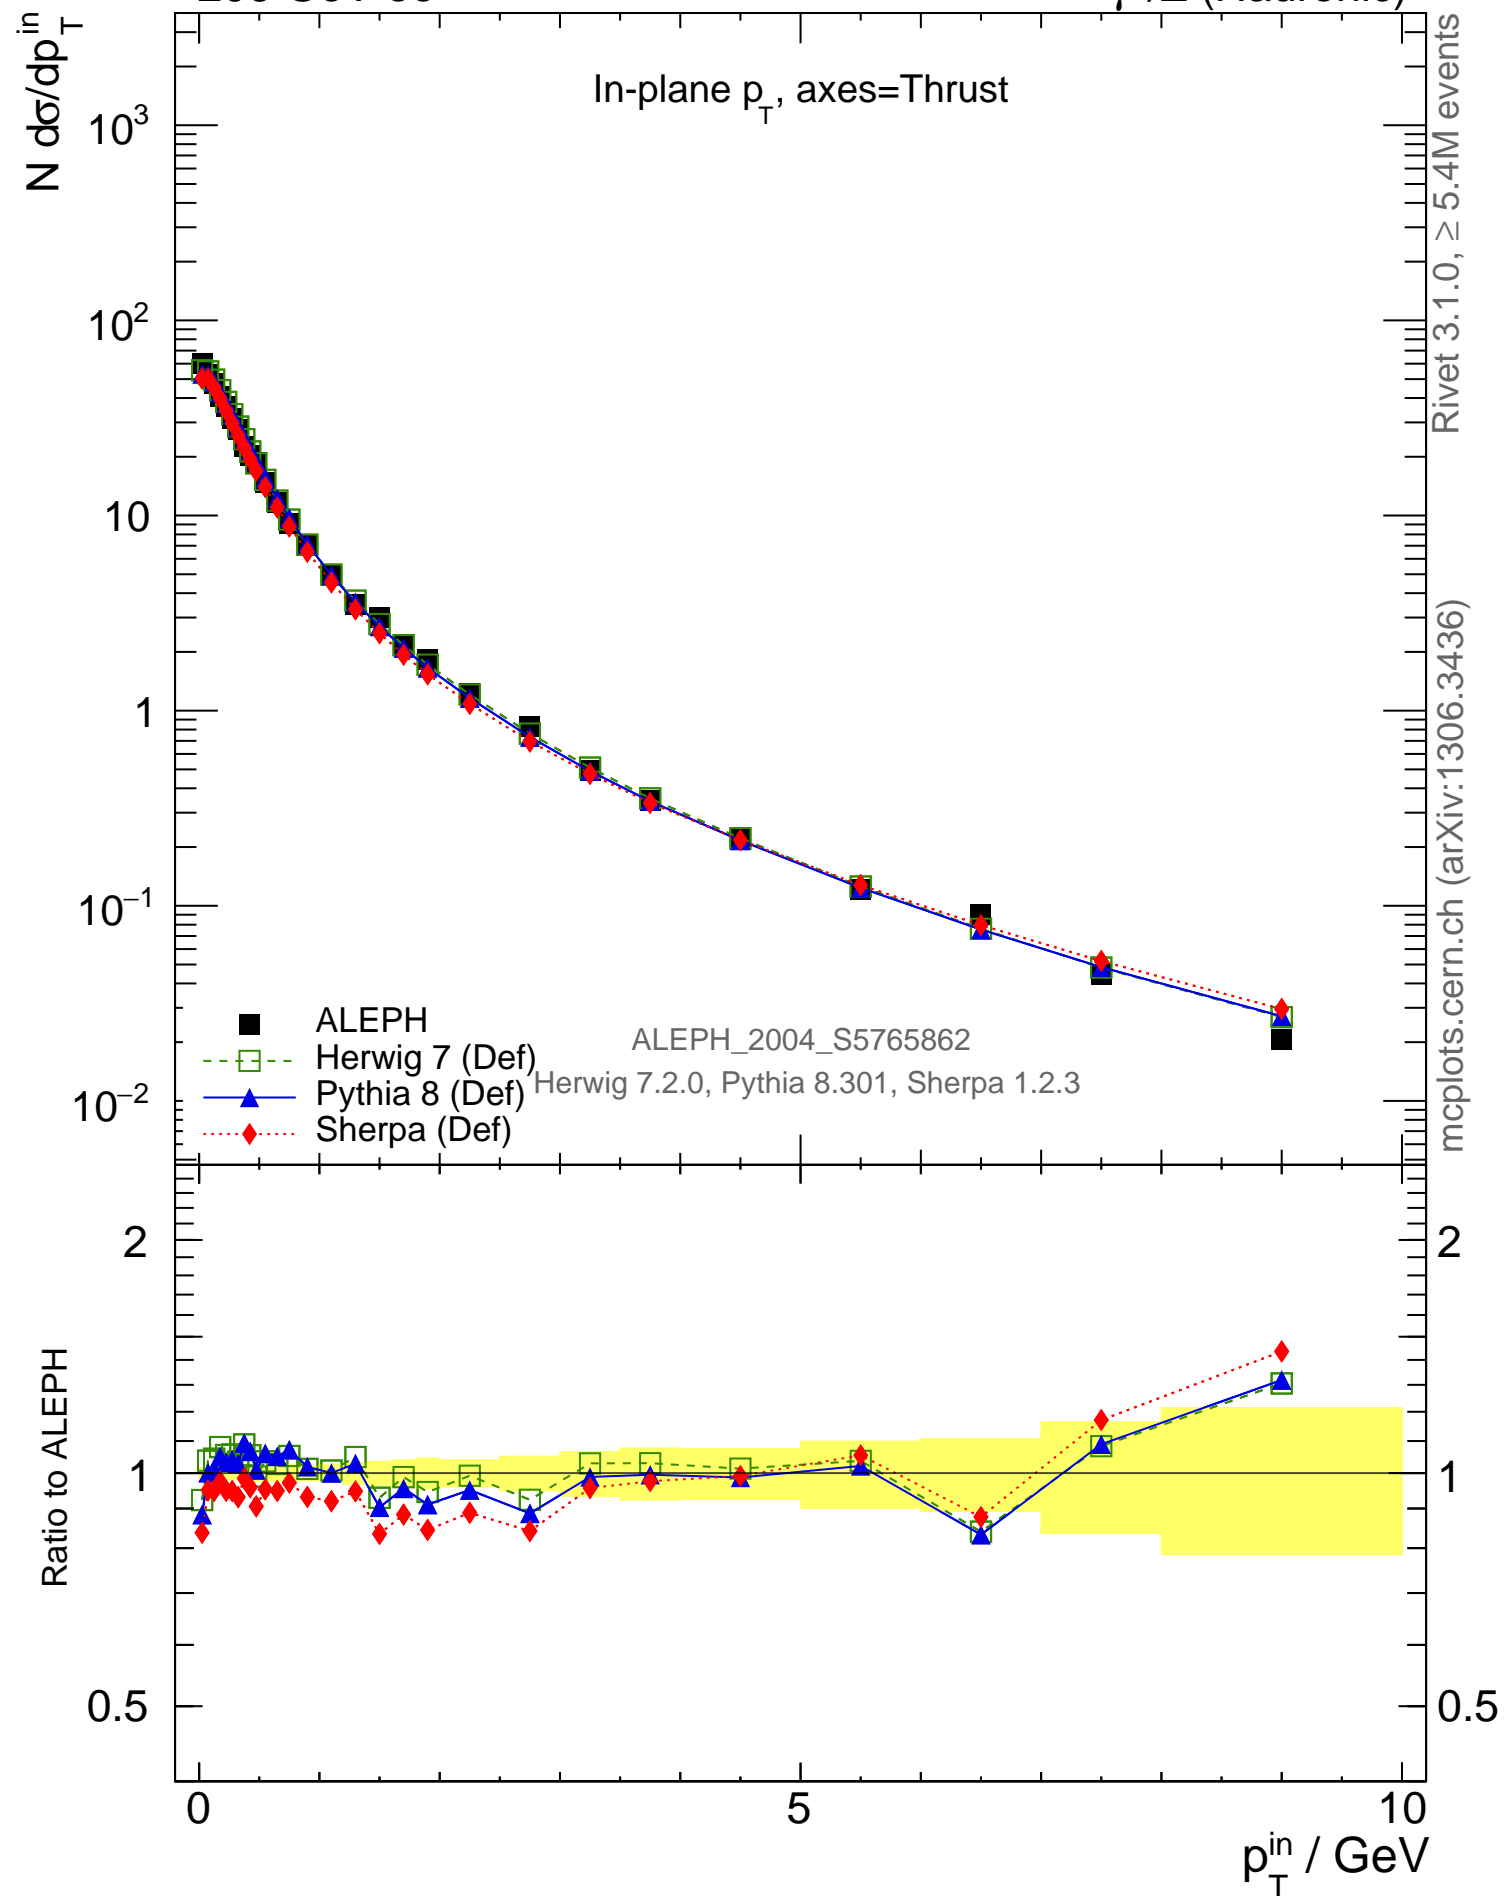 In-plane p_T, axes=Thrust
N dσ/dp_T^in
10^3
10^2
10
1
10^−1
10^−2
ALEPH
Herwig 7 (Def)
Pythia 8 (Def)
Sherpa (Def)
ALEPH_2004_S5765862
Herwig 7.2.0, Pythia 8.301, Sherpa 1.2.3
Rivet 3.1.0, ≥ 5.4M events
mcplots.cern.ch (arXiv:1306.3436)
Ratio to ALEPH
2
1
0.5
2
1
0.5
0
5
10
p_T^in / GeV